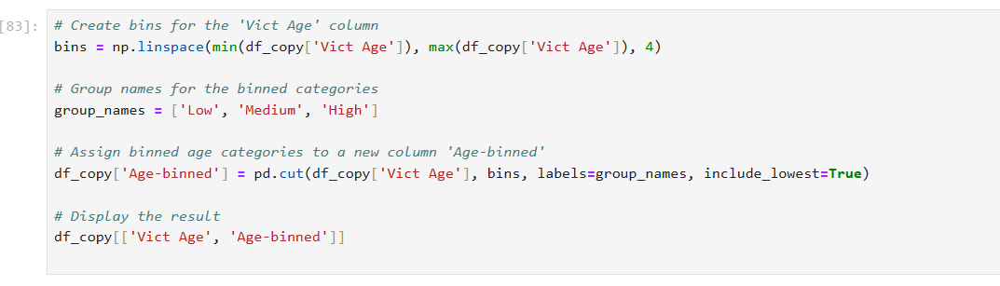 [83]:
# Create bins for the 'Vict Age' column
bins = np.linspace(min(df_copy['Vict Age']), max(df_copy['Vict Age']), 4)
# Group names for the binned categories
group_names = ['Low', 'Medium', 'High']
# Assign binned age categories to a new column 'Age-binned'
df_copy['Age-binned'] = pd.cut(df_copy['Vict Age'], bins, labels=group_names, include_lowest=True)
# Display the result
df_copy[['Vict Age', 'Age-binned']]